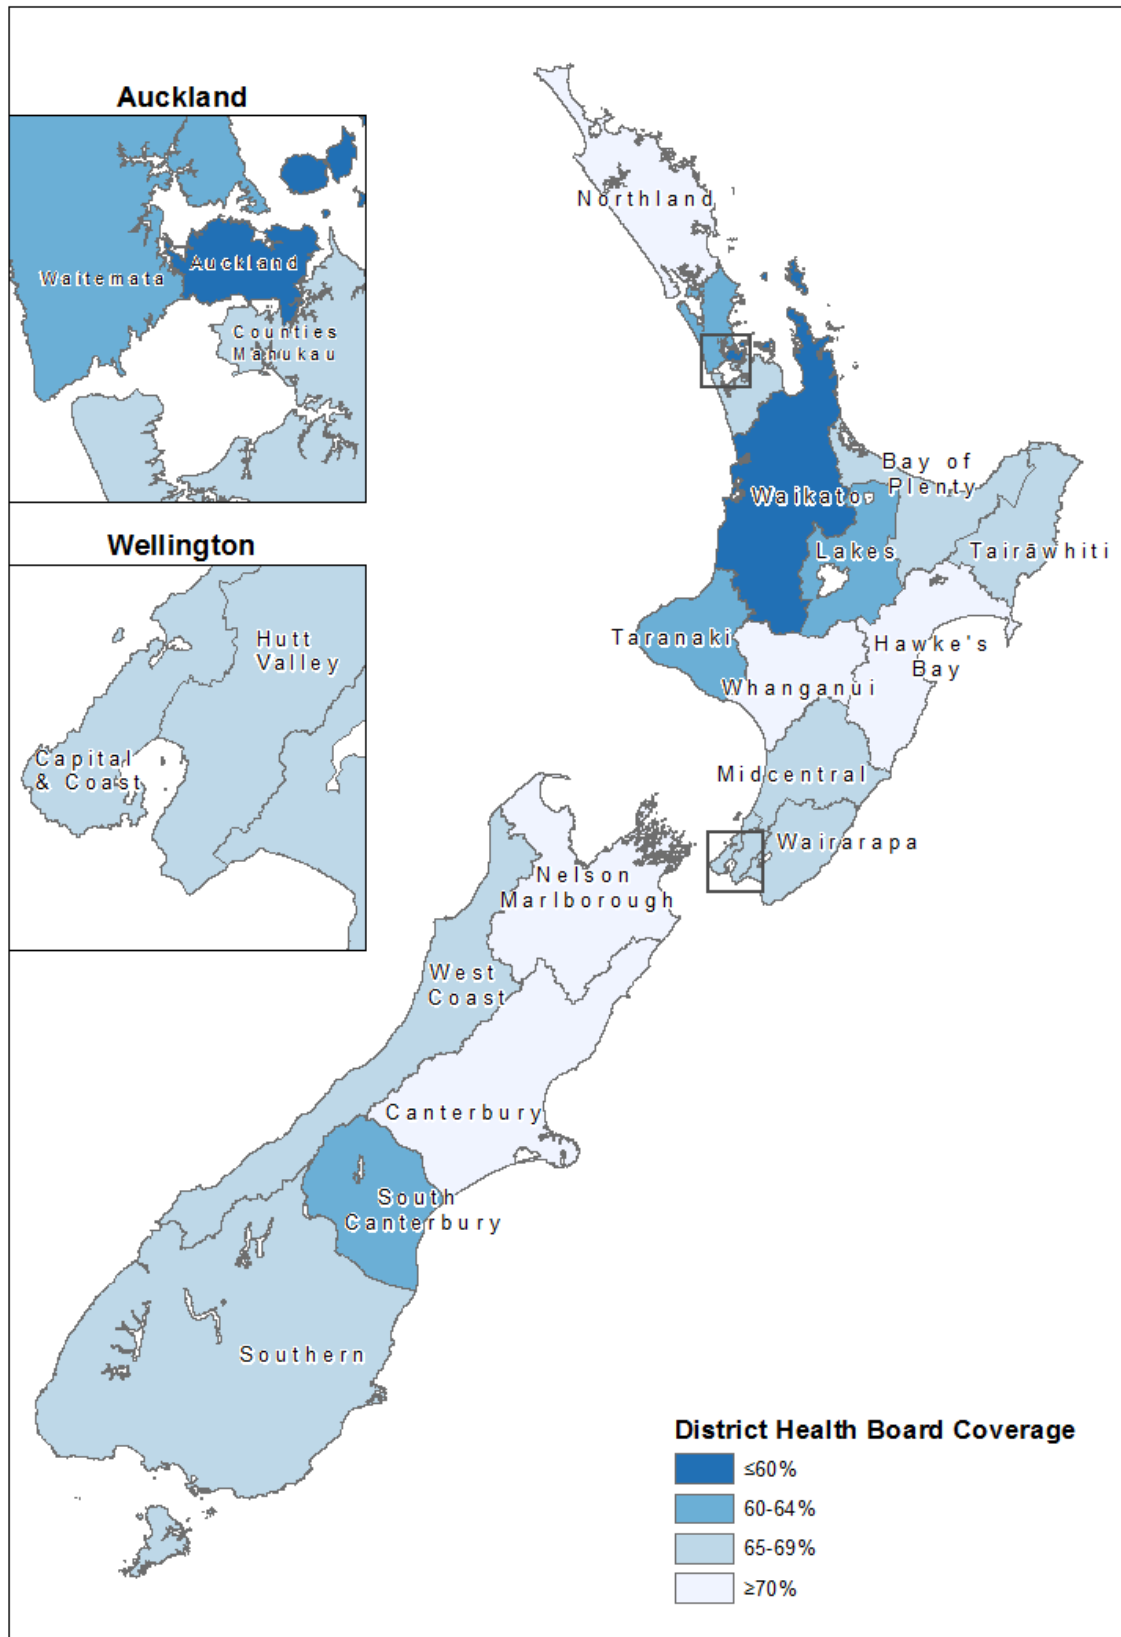 Auckland
Waitemata
Auckland
Counties
Manukau
Wellington
Hutt
Valley
Capital
& Coast
Northland
Bay of
Plenty
Waikato
Lakes
Tairāwhiti
Taranaki
Hawke's
Bay
Whanganui
Midcentral
Wairarapa
Nelson
Marlborough
West
Coast
Canterbury
South
Canterbury
Southern
District Health Board Coverage
≤60%
60-64%
65-69%
≥70%